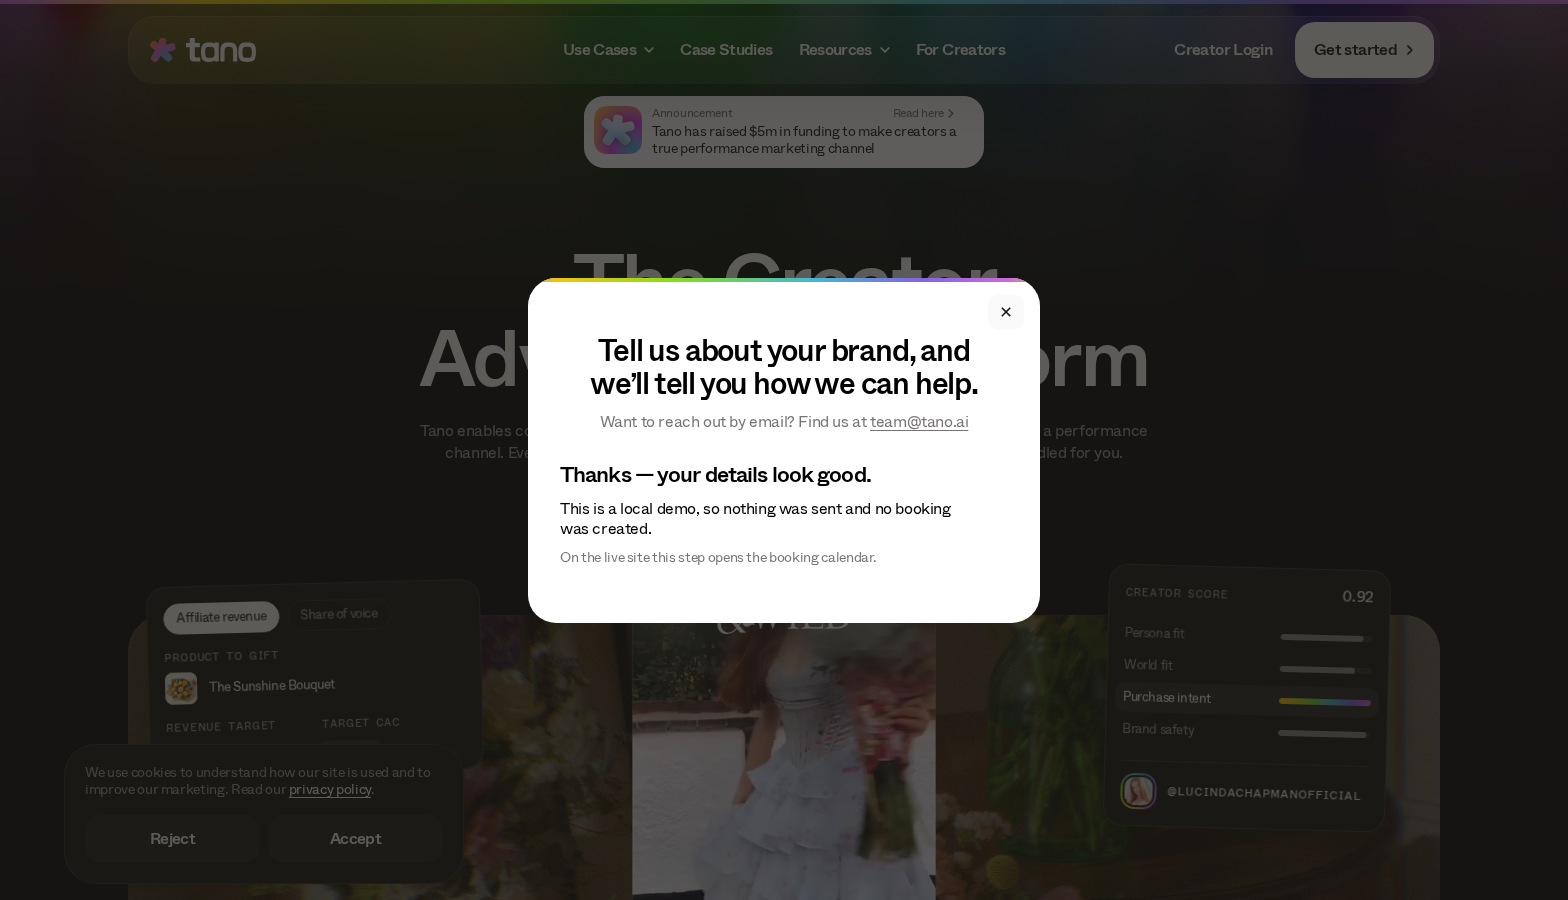 tano
Use Cases
Case Studies
Resources
For Creators
Creator Login
Get started
Announcement
Read here
Tano has raised $5m in funding to make creators a
true performance marketing channel
The Creator
Tell us about your brand, and
we’ll tell you how we can help.
Want to reach out by email? Find us at team@tano.ai
Thanks — your details look good.
This is a local demo, so nothing was sent and no booking
was created.
On the live site this step opens the booking calendar.
Tano enables
a performance
channel.
for you.
Affiliate revenue
Share of voice
PRODUCT TO GIFT
The Sunshine Bouquet
REVENUE TARGET
TARGET CAC
CREATOR SCORE
0.92
Persona fit
World fit
Purchase intent
Brand safety
@LUCINDACHAPMANOFFICIAL
We use cookies to understand how our site is used and to
improve our marketing. Read our privacy policy.
Reject
Accept